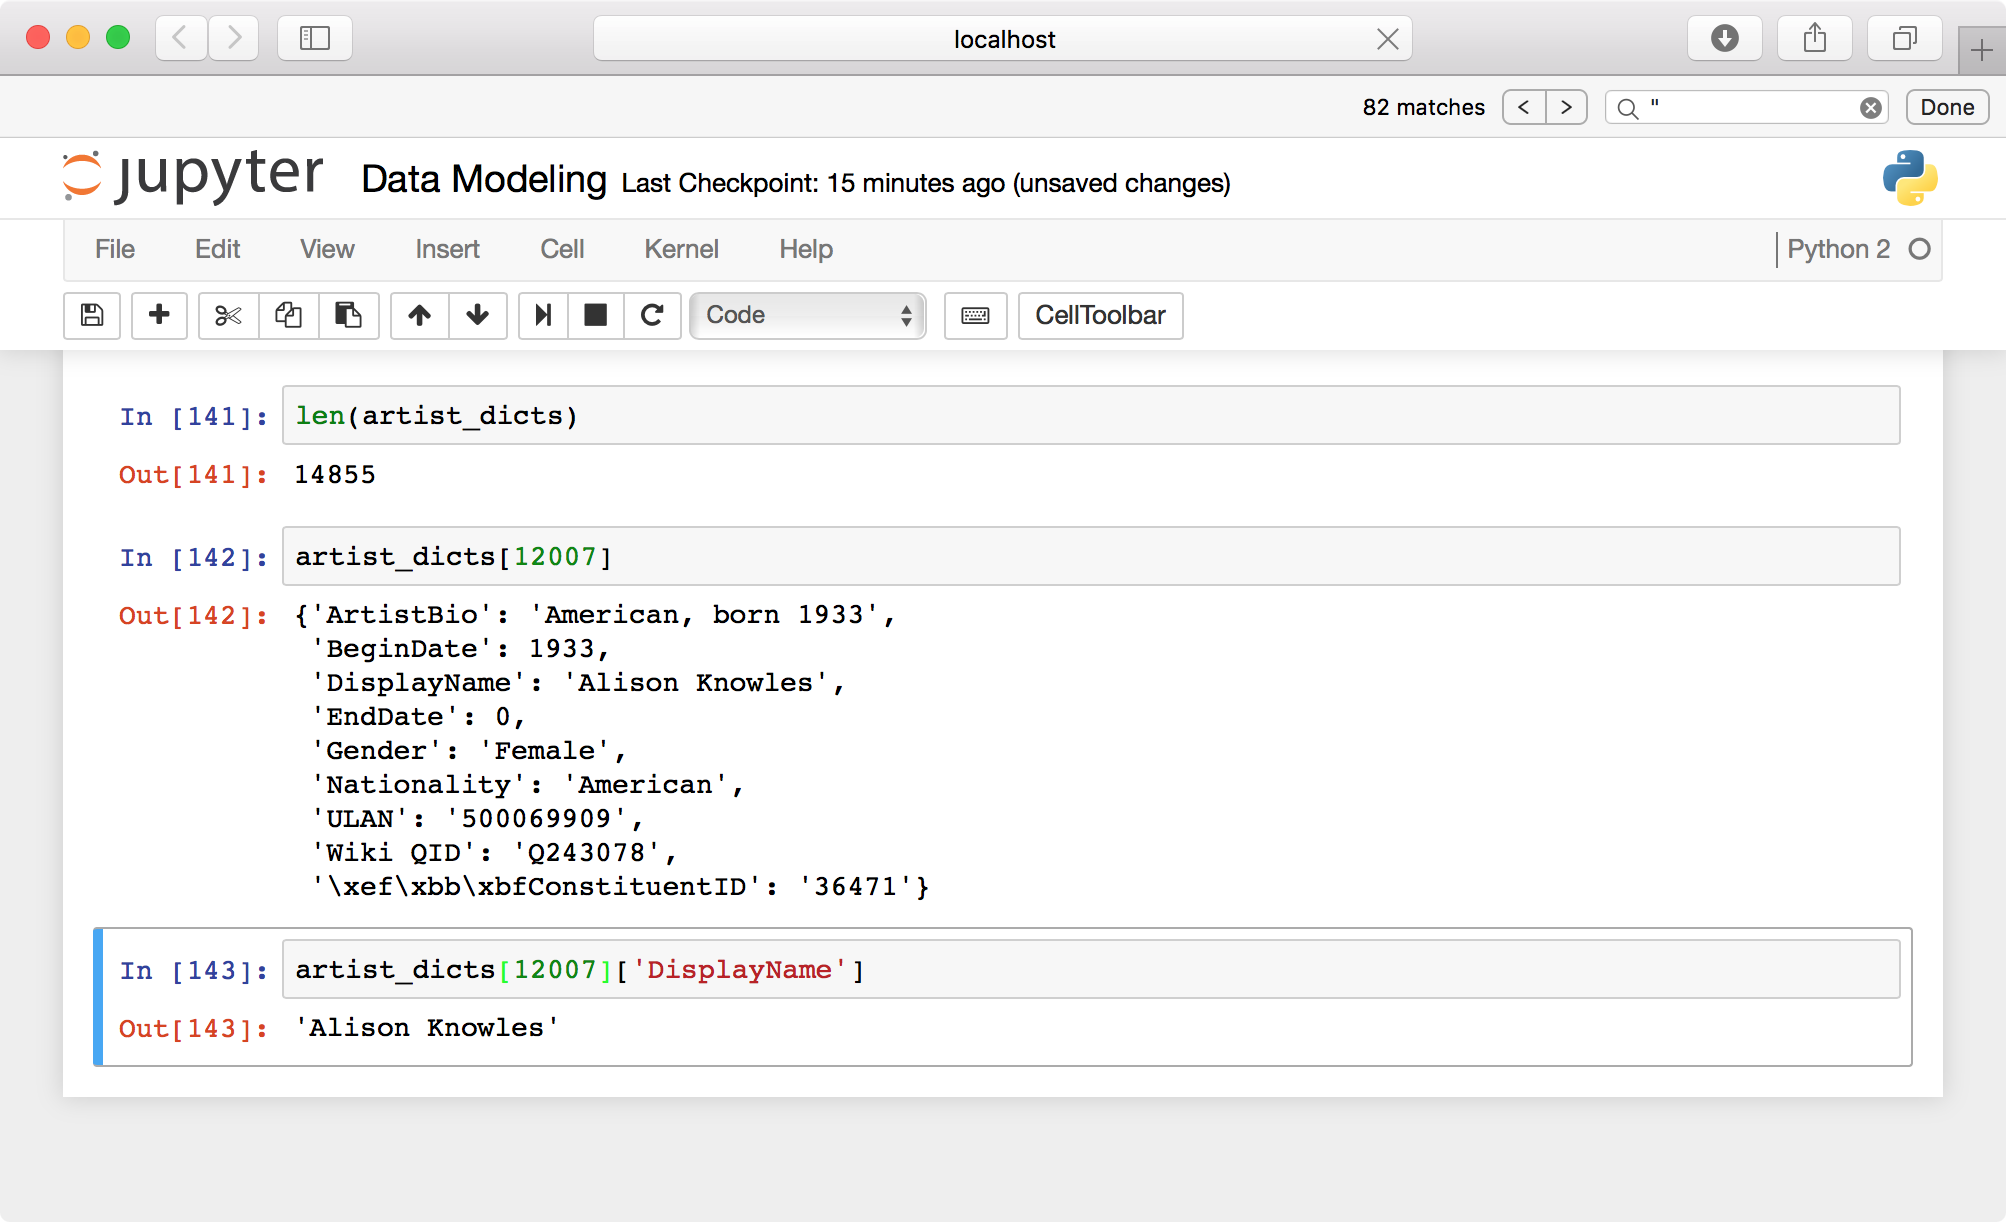 localhost
82 matches < > " Done
jupyter Data Modeling Last Checkpoint: 15 minutes ago (unsaved changes)
File Edit View Insert Cell Kernel Help Python 2
Code CellToolbar
In [141]: len(artist_dicts)
Out[141]: 14855
In [142]: artist_dicts[12007]
Out[142]: {'ArtistBio': 'American, born 1933',
'BeginDate': 1933,
'DisplayName': 'Alison Knowles',
'EndDate': 0,
'Gender': 'Female',
'Nationality': 'American',
'ULAN': '500069909',
'Wiki QID': 'Q243078',
'\xef\xbb\xbfConstituentID': '36471'}
In [143]: artist_dicts[12007]['DisplayName']
Out[143]: 'Alison Knowles'